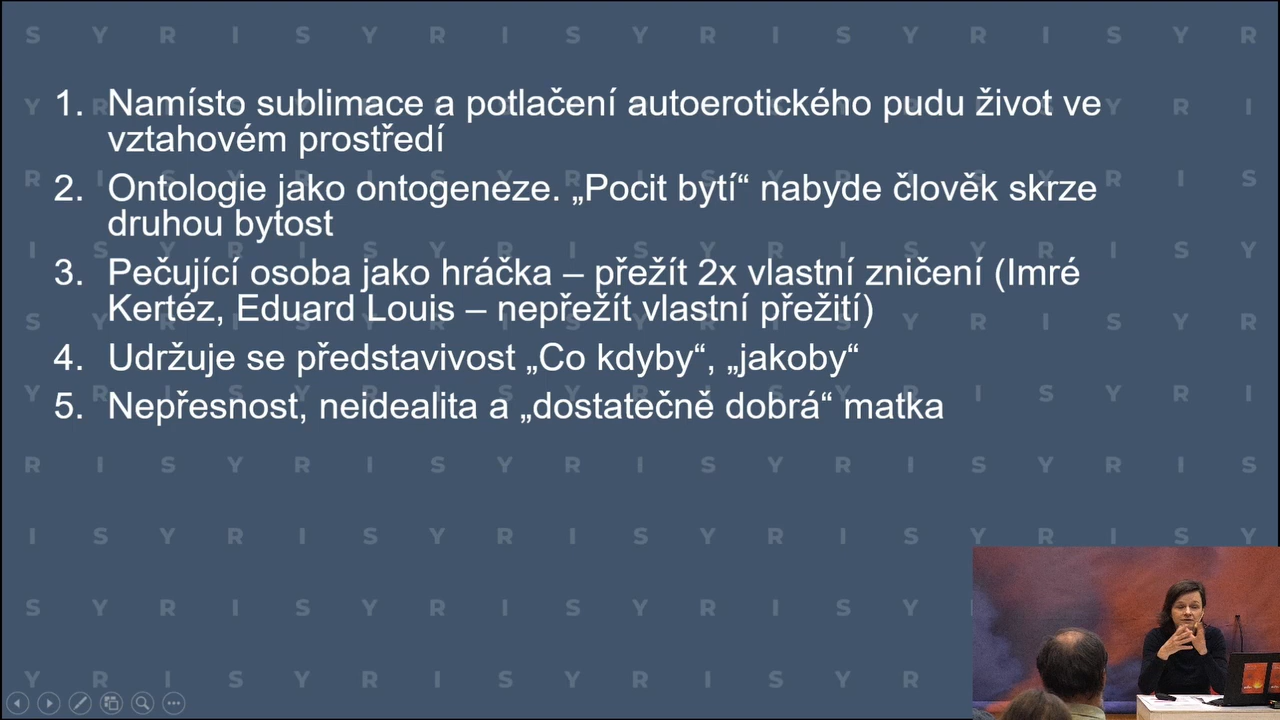 1. Namísto sublimace a potlačení autoerotického pudu život ve
vztahovém prostředí
2. Ontologie jako ontogeneze. „Pocit bytí“ nabyde člověk skrze
druhou bytost
3. Pečující osoba jako hráčka – přežít 2x vlastní zničení (Imré
Kertéz, Eduard Louis – nepřežít vlastní přežití)
4. Udržuje se představivost „Co kdyby“, „jakoby“
5. Nepřesnost, neidealita a „dostatečně dobrá“ matka